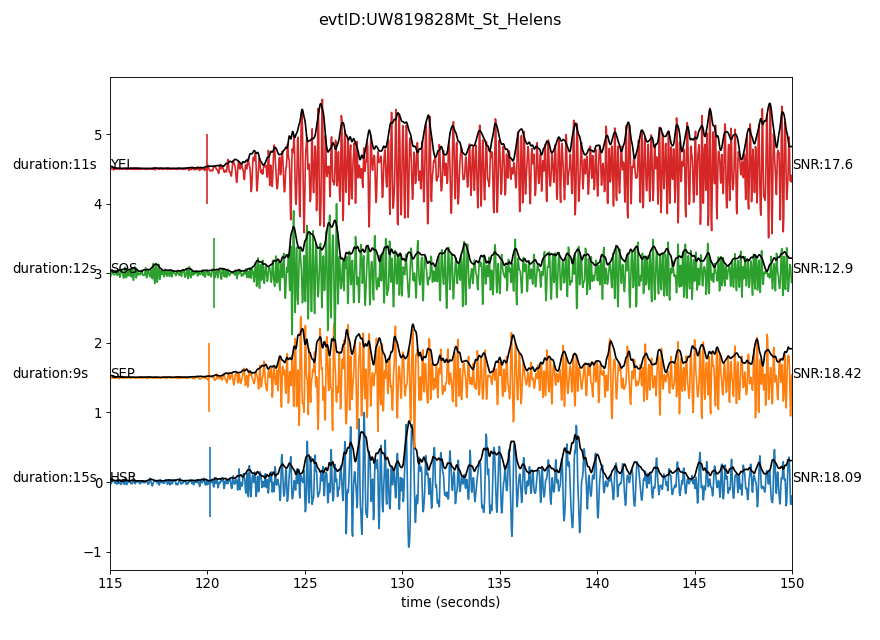 evtID:UW819828Mt_St_Helens
5
duration:11s YEL SNR:17.6
4
duration:12s SOS SNR:12.9
3
2
duration:9s SEP SNR:18.42
1
duration:15s HSR SNR:18.09
0
−1
115 120 125 130 135 140 145 150
time (seconds)